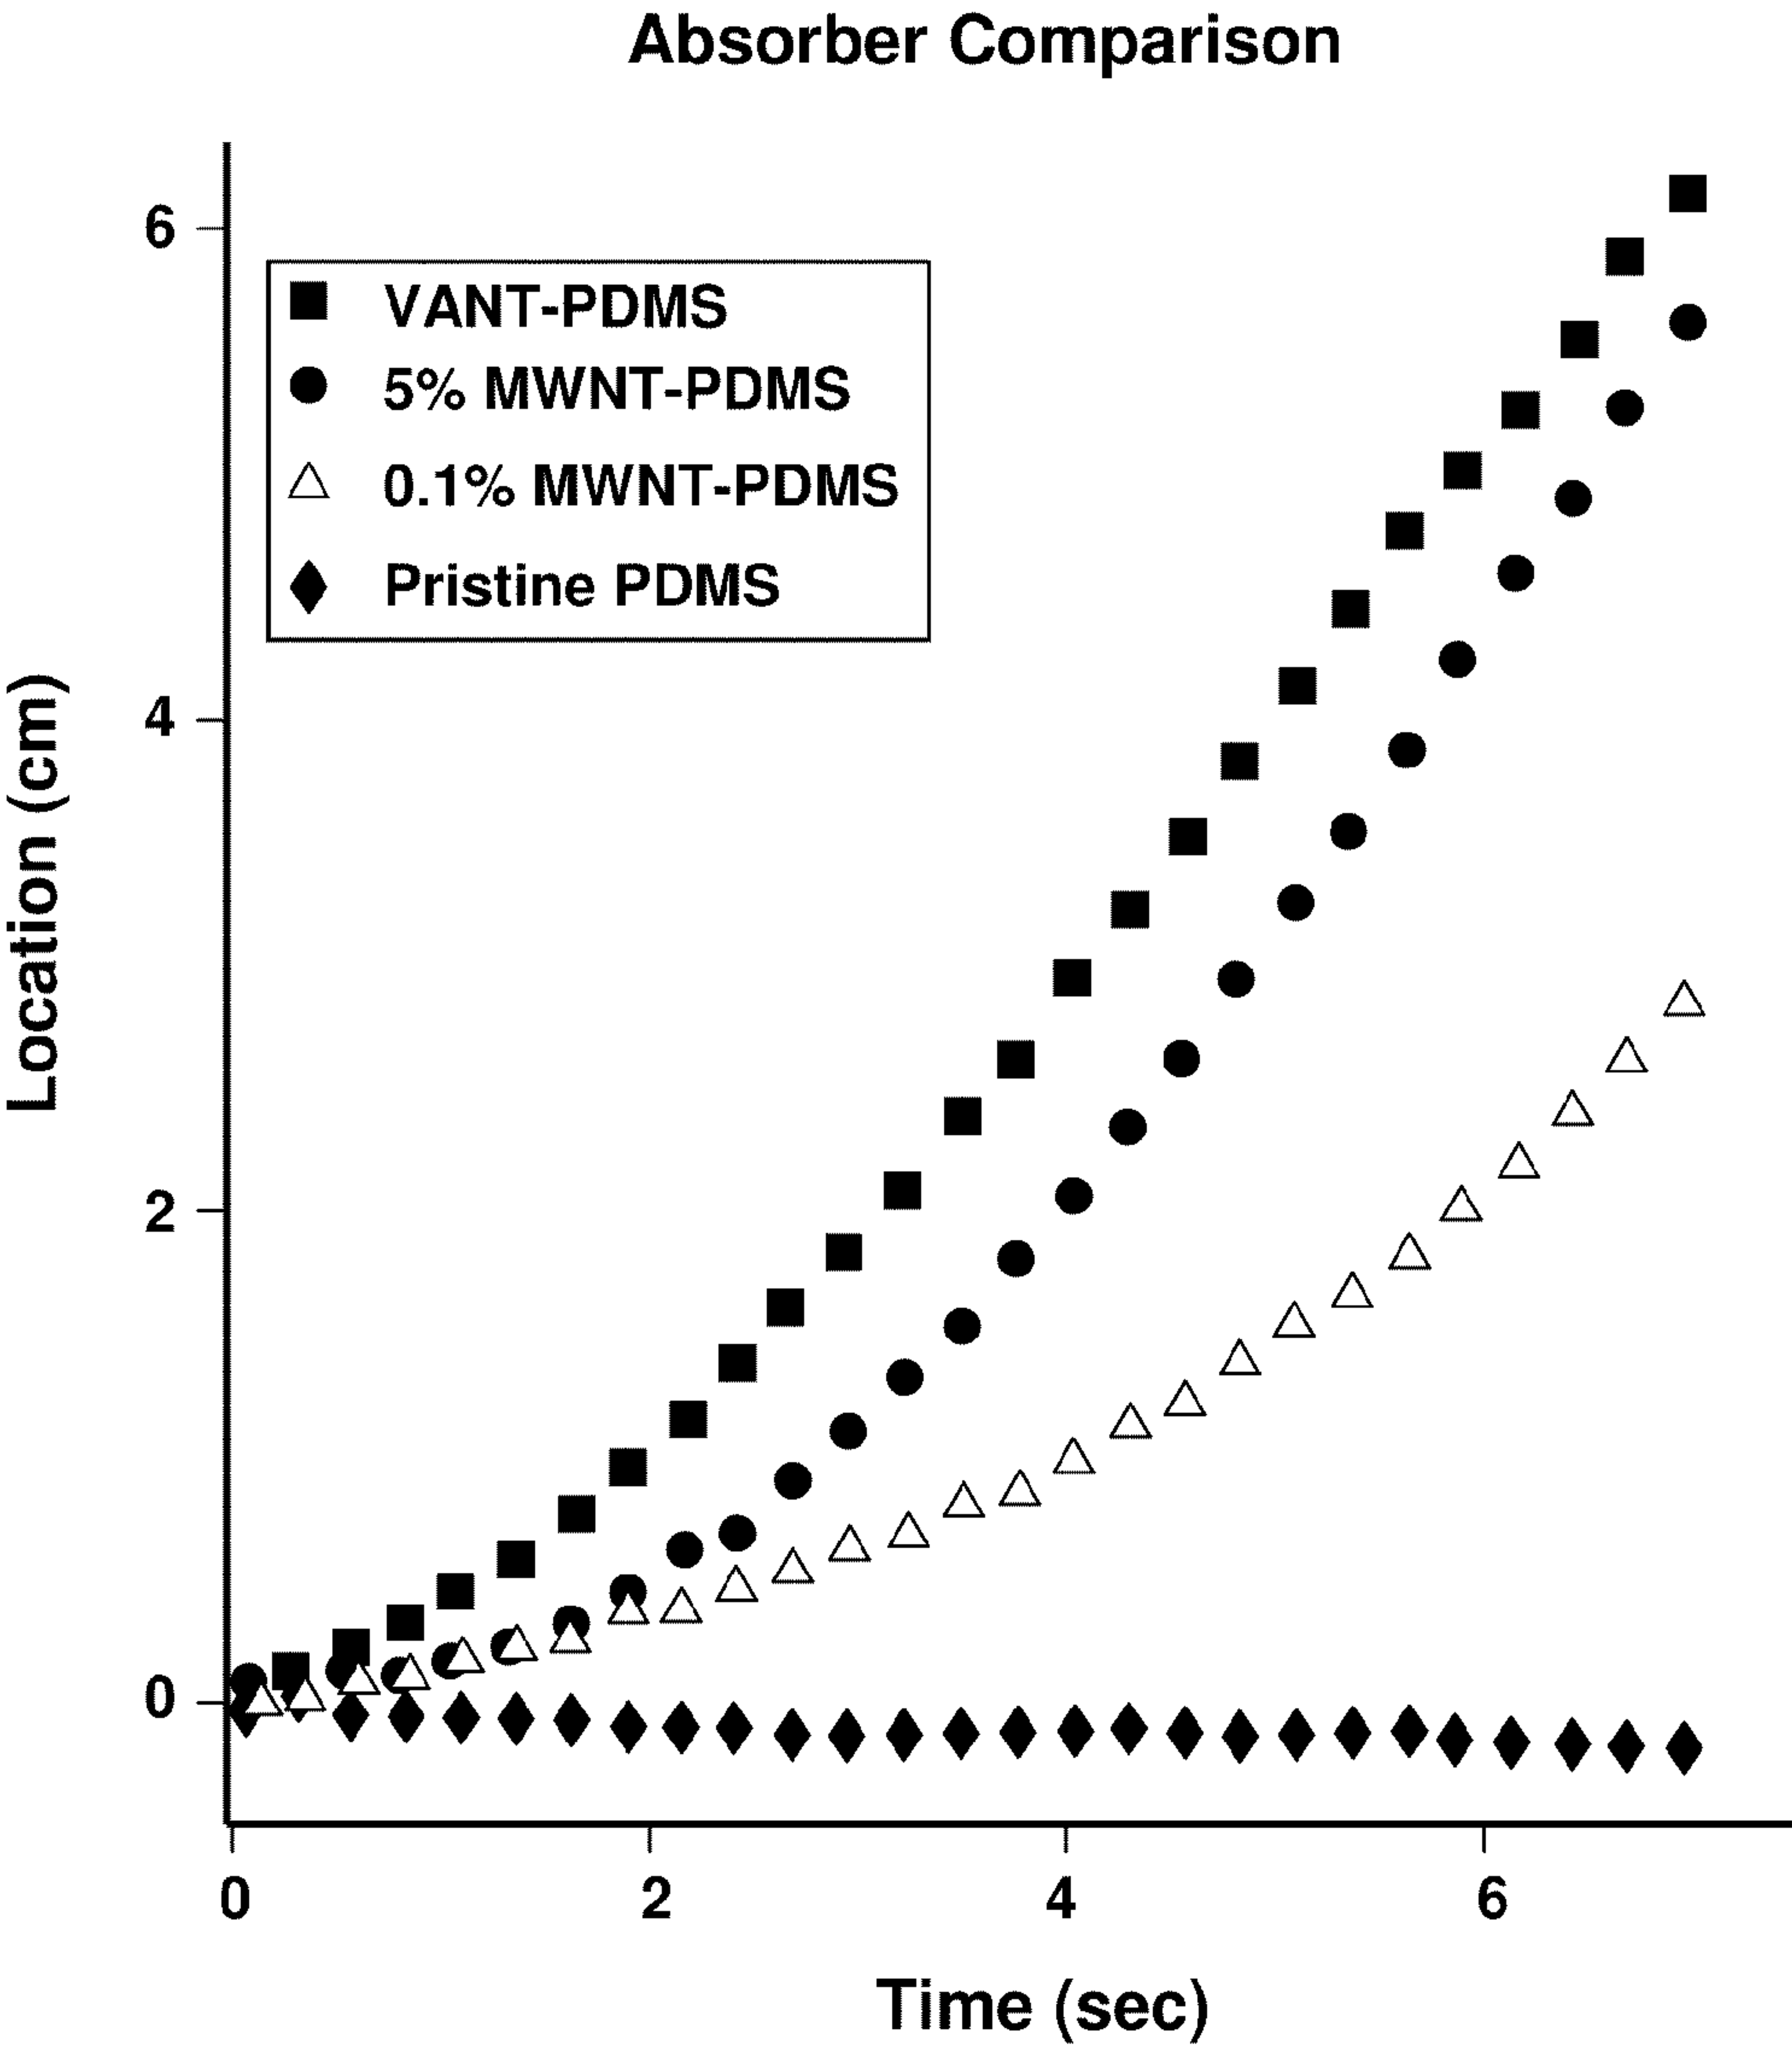 Absorber Comparison
6
VANT-PDMS
5% MWNT-PDMS
0.1% MWNT-PDMS
Pristine PDMS
4
Location (cm)
2
0
0 2 4 6
Time (sec)